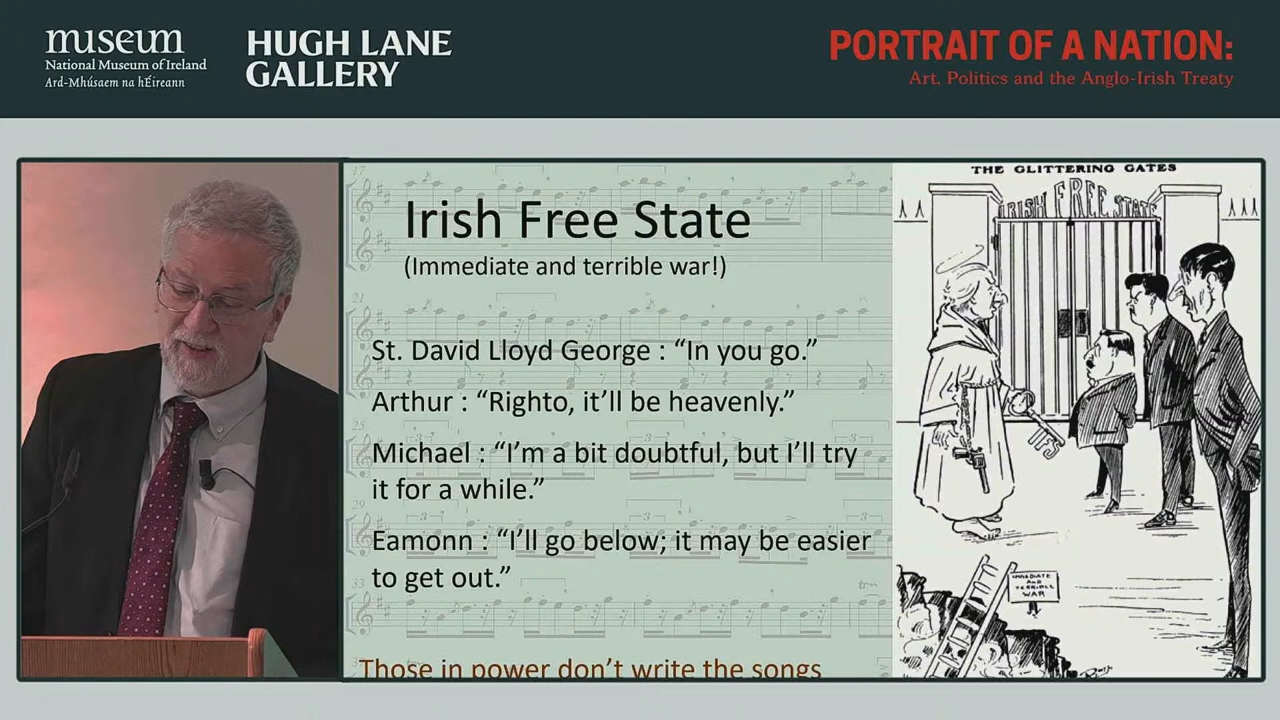 museum
National Museum of Ireland
Ard-Mhúsaem na hÉireann
HUGH LANE
GALLERY
PORTRAIT OF A NATION:
Art, Politics and the Anglo-Irish Treaty
Irish Free State
(Immediate and terrible war!)
St. David Lloyd George : “In you go.”
Arthur : “Righto, it’ll be heavenly.”
Michael : “I’m a bit doubtful, but I’ll try
it for a while.”
Eamonn : “I’ll go below; it may be easier
to get out.”
Those in power don’t write the songs
THE GLITTERING GATES
IRISH FREE STATE
IMMEDIATE
AND
TERRIBLE
WAR